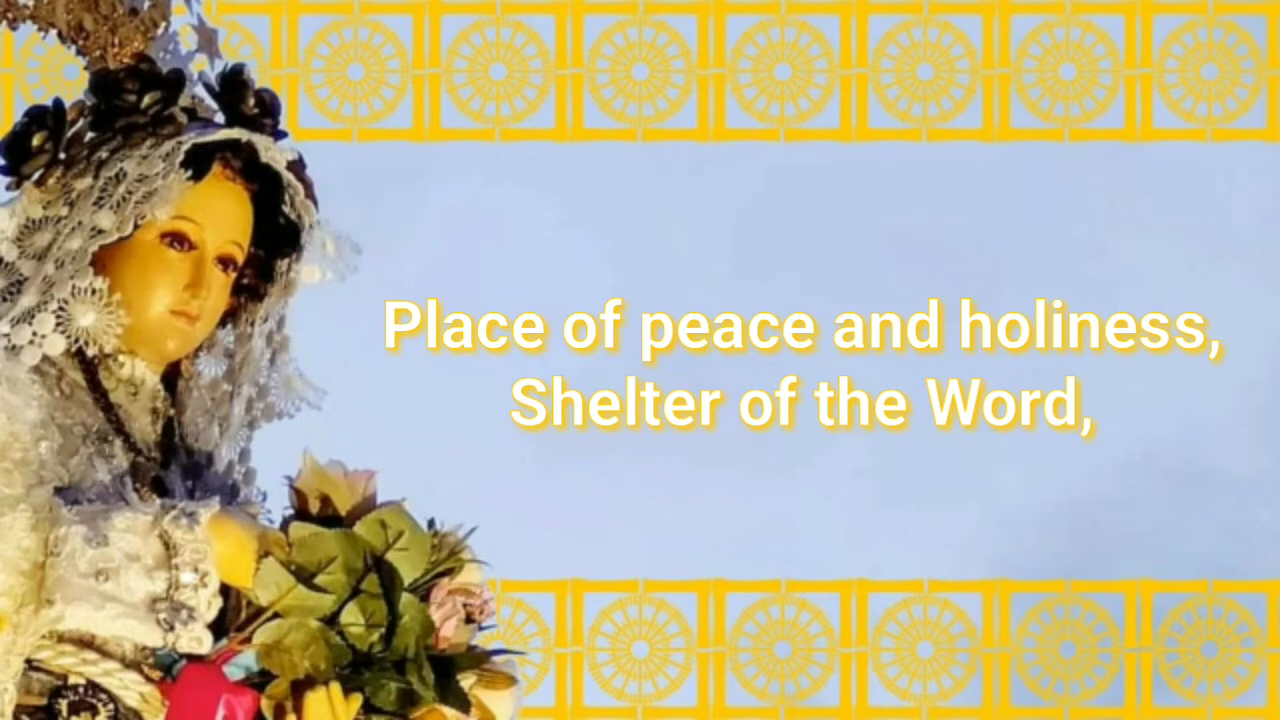 Place of peace and holiness,
Shelter of the Word,